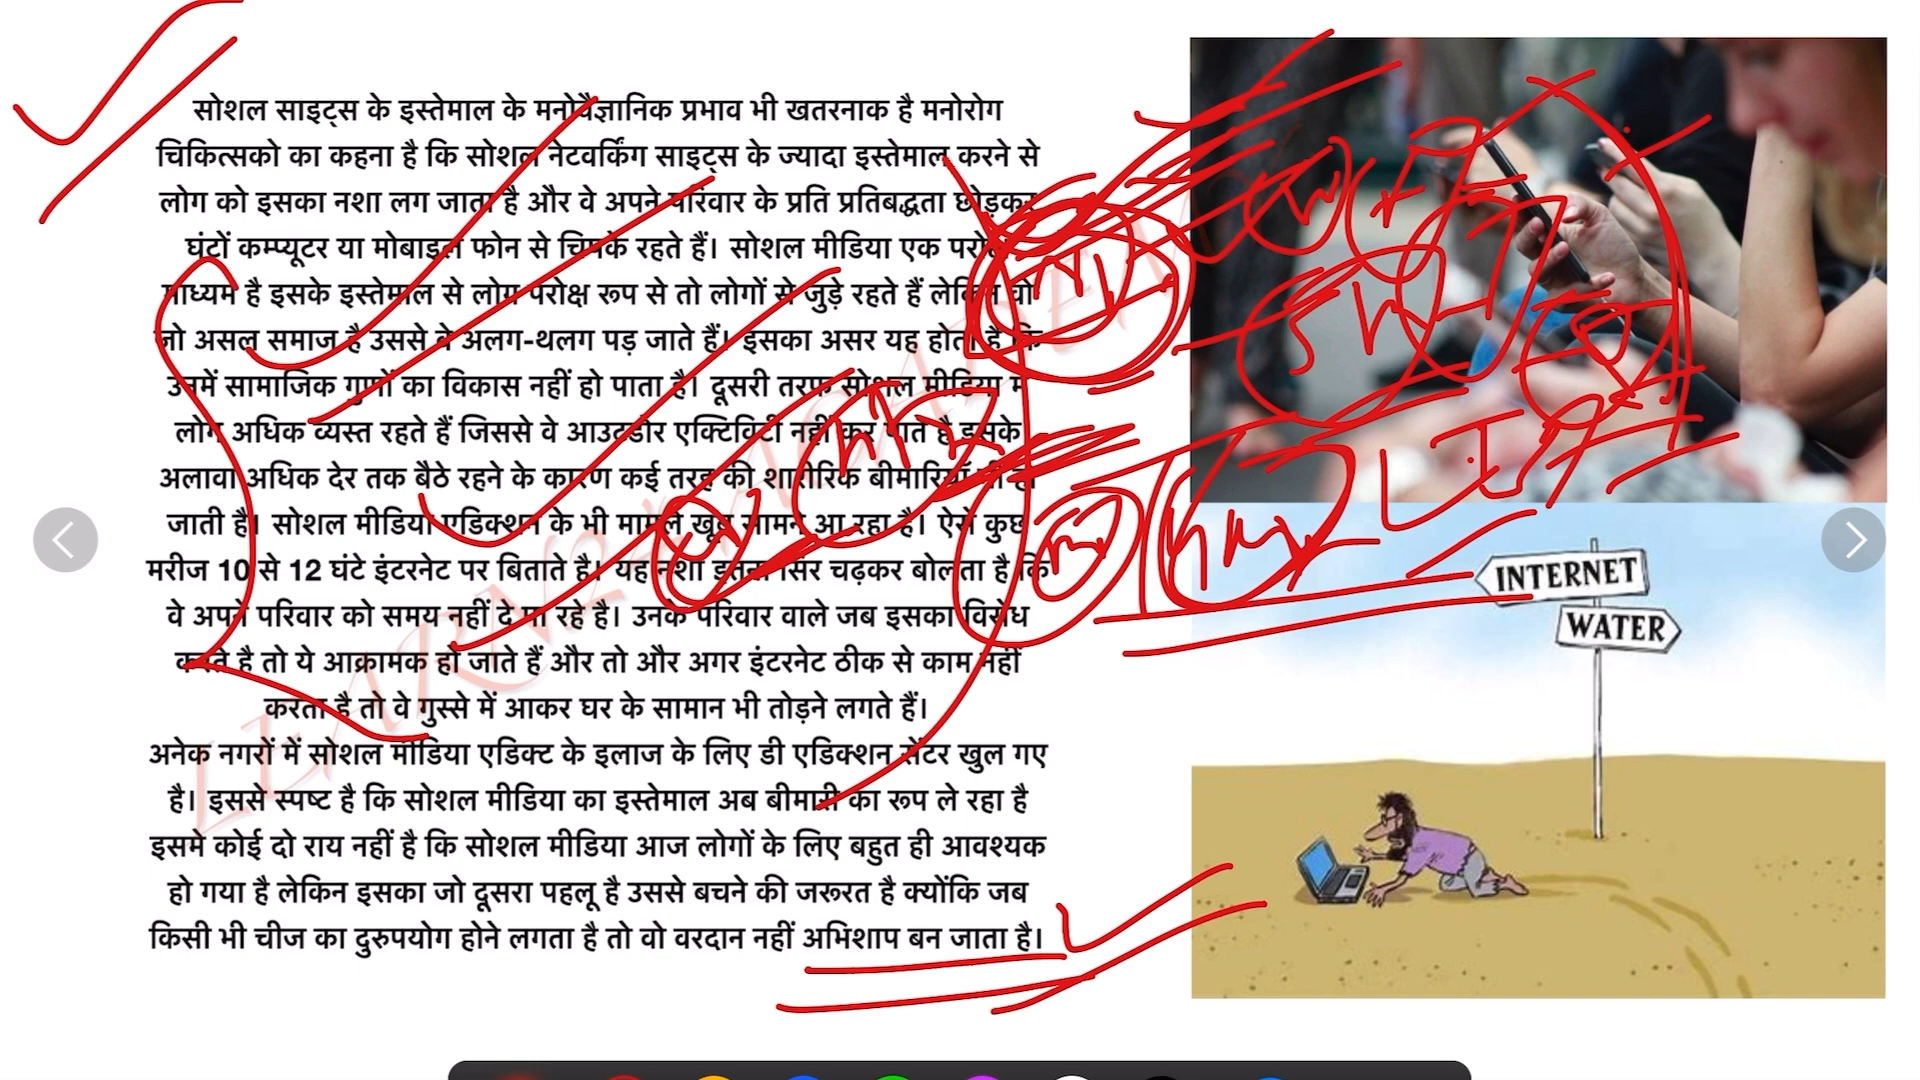 सोशल साइट्स के इस्तेमाल के मनोवैज्ञानिक प्रभाव भी खतरनाक है मनोरोग
चिकित्सको का कहना है कि सोशल नेटवर्किंग साइट्स के ज्यादा इस्तेमाल करने से
लोग को इसका नशा लग जाता है और वे अपने परिवार के प्रति प्रतिबद्धता छोड़कर
घंटों कम्प्यूटर या मोबाइल फोन से चिपके रहते हैं। सोशल मीडिया एक परोक्ष
माध्यम है इसके इस्तेमाल से लोग परोक्ष रूप से तो लोगों से जुड़े रहते हैं लेकिन वो
जो असल समाज है उससे वे अलग-थलग पड़ जाते हैं। इसका असर यह होता है कि
उनमें सामाजिक गुणों का विकास नहीं हो पाता है। दूसरी तरफ सोशल मीडिया में
लोग अधिक व्यस्त रहते हैं जिससे वे आउटडोर एक्टिविटी नहीं कर पाते है इसके
अलावा अधिक देर तक बैठे रहने के कारण कई तरह की शारीरिक बीमारियाँ भी हो
जाती है। सोशल मीडिया एडिक्शन के भी मामले खूब सामने आ रहा है। ऐसे कुछ
मरीज 10 से 12 घंटे इंटरनेट पर बिताते है। यह नशा इतना सिर चढ़कर बोलता है कि
वे अपने परिवार को समय नहीं दे पा रहे है। उनके परिवार वाले जब इसका विरोध
करते है तो ये आक्रामक हो जाते हैं और तो और अगर इंटरनेट ठीक से काम नहीं
करता है तो वे गुस्से में आकर घर के सामान भी तोड़ने लगते हैं।
अनेक नगरों में सोशल मीडिया एडिक्ट के इलाज के लिए डी एडिक्शन सेंटर खुल गए
है। इससे स्पष्ट है कि सोशल मीडिया का इस्तेमाल अब बीमारी का रूप ले रहा है
इसमे कोई दो राय नहीं है कि सोशल मीडिया आज लोगों के लिए बहुत ही आवश्यक
हो गया है लेकिन इसका जो दूसरा पहलू है उससे बचने की जरूरत है क्योंकि जब
किसी भी चीज का दुरुपयोग होने लगता है तो वो वरदान नहीं अभिशाप बन जाता है।
INTERNET
WATER